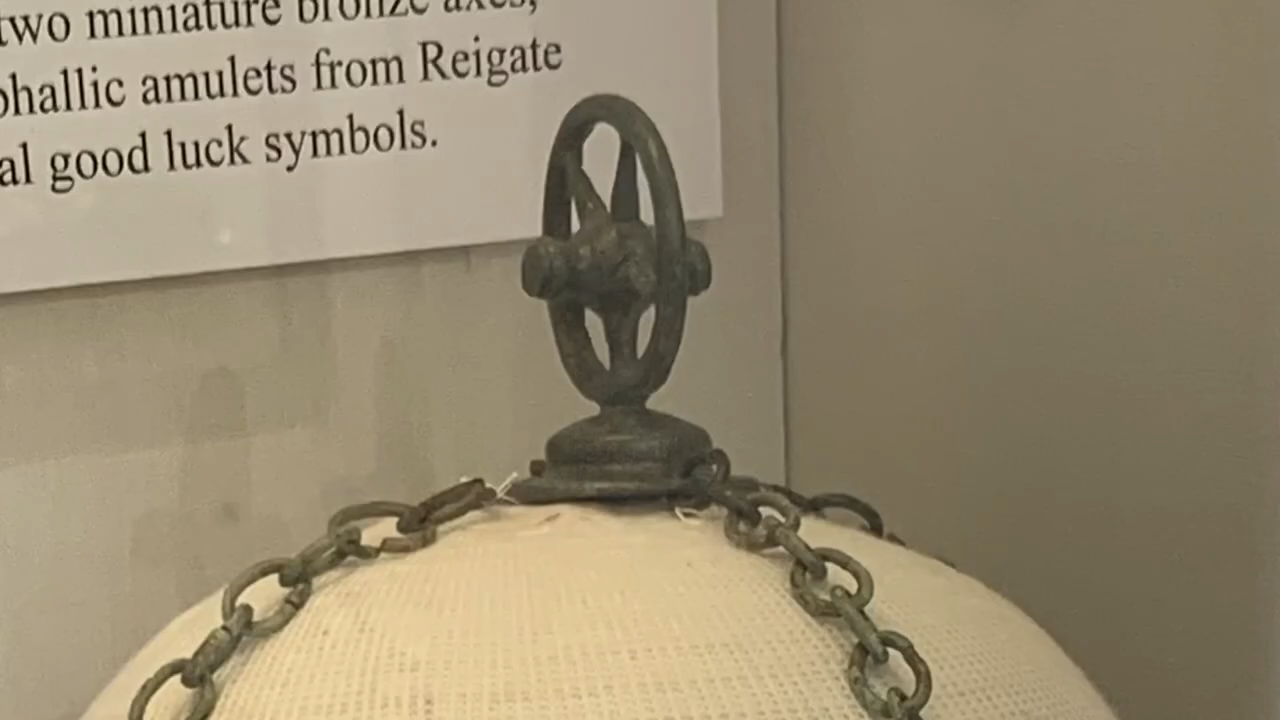 two miniature bronze axes,
phallic amulets from Reigate
al good luck symbols.